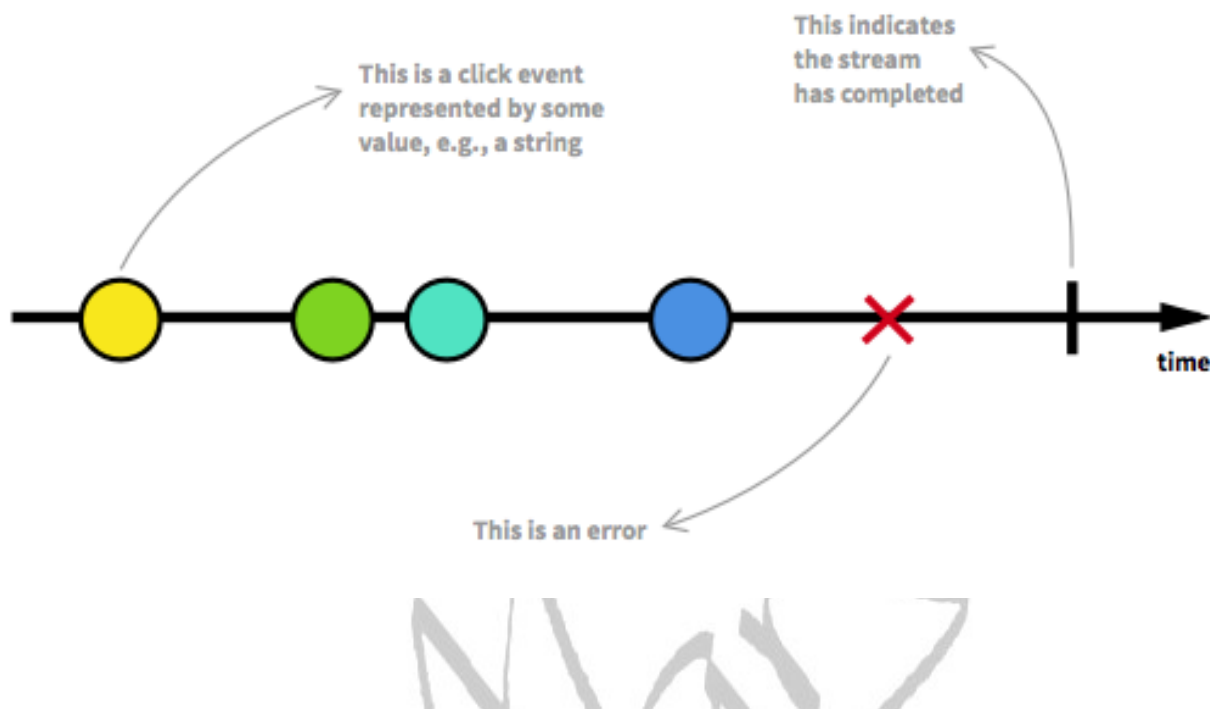 This indicates
the stream
has completed
This is a click event
represented by some
value, e.g., a string
time
This is an error